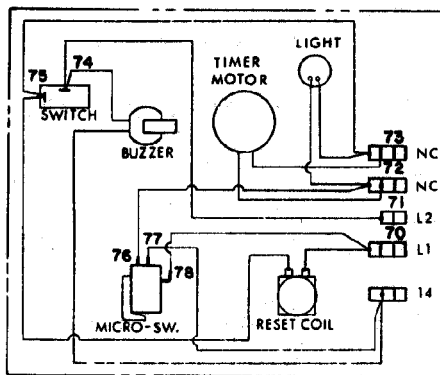 75
74
SWITCH
BUZZER
TIMER
MOTOR
LIGHT
73
NC
72
NC
71
L2
70
L1
14
76
77
78
MICRO-SW.
RESET COIL